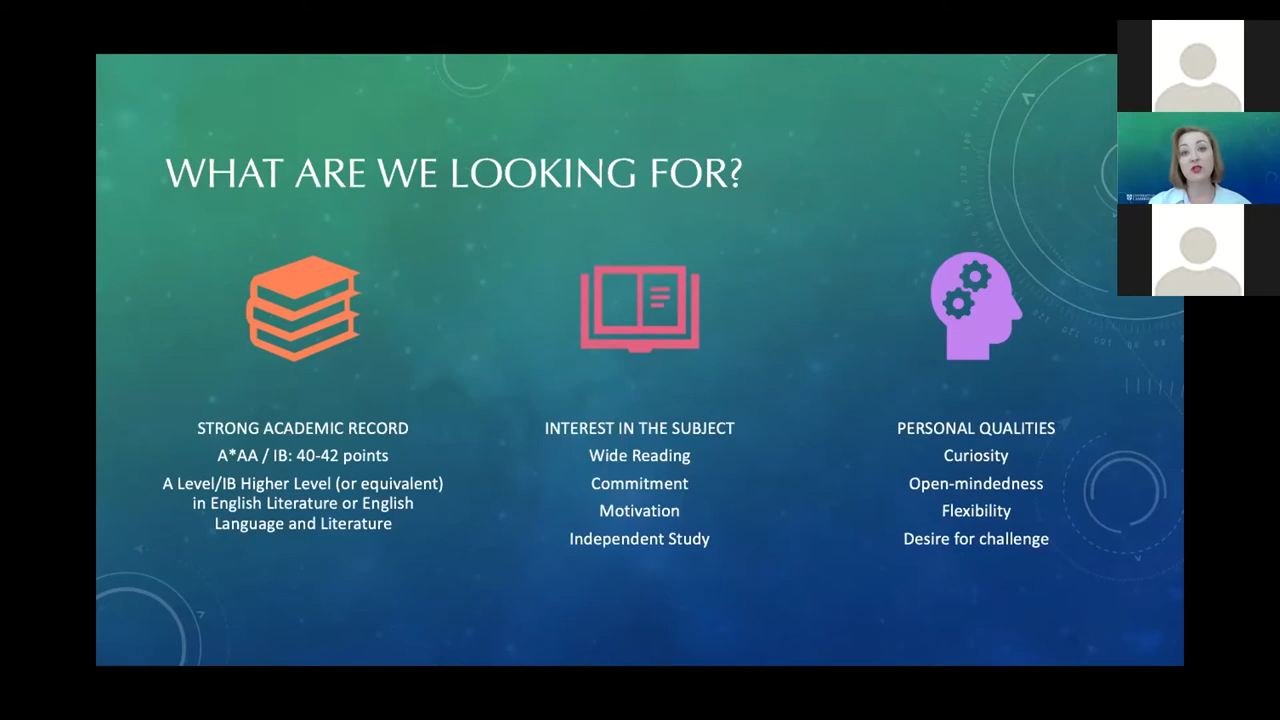 WHAT ARE WE LOOKING FOR?
STRONG ACADEMIC RECORD
A*AA / IB: 40-42 points
A Level/IB Higher Level (or equivalent)
in English Literature or English
Language and Literature
INTEREST IN THE SUBJECT
Wide Reading
Commitment
Motivation
Independent Study
PERSONAL QUALITIES
Curiosity
Open-mindedness
Flexibility
Desire for challenge